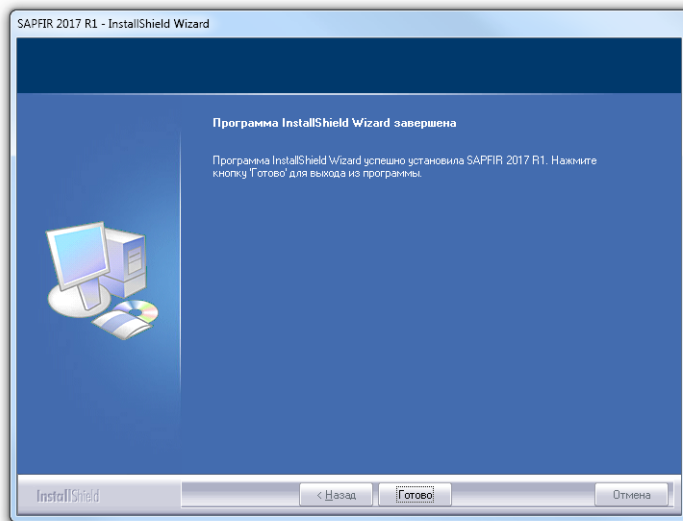 SAPFIR 2017 R1 - InstallShield Wizard
Программа InstallShield Wizard завершена
Программа InstallShield Wizard успешно установила SAPFIR 2017 R1. Нажмите
кнопку 'Готово' для выхода из программы.
InstallShield
< Назад
Готово
Отмена